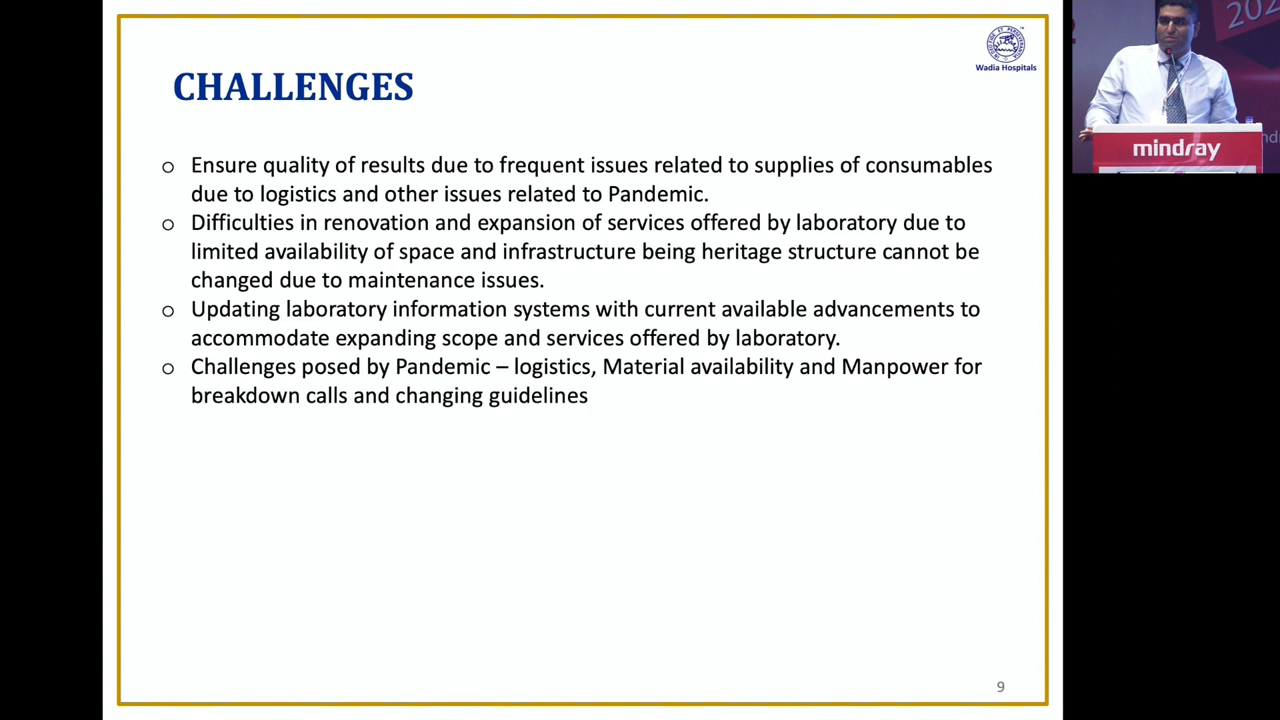 CHALLENGES
Wadia Hospitals
o Ensure quality of results due to frequent issues related to supplies of consumables
due to logistics and other issues related to Pandemic.
o Difficulties in renovation and expansion of services offered by laboratory due to
limited availability of space and infrastructure being heritage structure cannot be
changed due to maintenance issues.
o Updating laboratory information systems with current available advancements to
accommodate expanding scope and services offered by laboratory.
o Challenges posed by Pandemic – logistics, Material availability and Manpower for
breakdown calls and changing guidelines
9
202
mindray